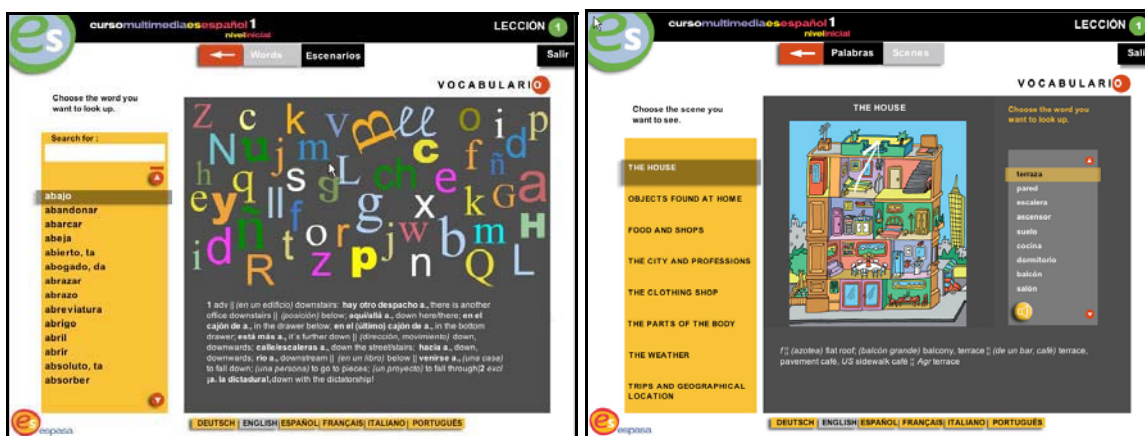 es
cursomultimediaesespañol1
nivelinicial
LECCIÓN 1
Words
Escenarios
Salir
VOCABULARIO
Choose the word you
want to look up.
Search for :
abajo
abandonar
abarcar
abeja
abierto, ta
abogado, da
abrazar
abrazo
abreviatura
abrigo
abril
abrir
absoluto, ta
absorber
1 adv || (en un edificio) downstairs: hay otro despacho a., there is another
office downstairs || (posición) below; aquí/allá a., down here/there; en el
cajón de a., in the drawer below; en el (último) cajón de a., in the bottom
drawer; está más a., it's further down || (dirección, movimiento) down,
downwards; calle/escaleras a., down the street/stairs; hacia a., down,
downwards; río a., downstream || (en un libro) below || venirse a., (una casa)
to fall down; (una persona) to go to pieces; (un proyecto) to fall through|2 excl
¡a. la dictadura!,down with the dictatorship!
es espasa
DEUTSCH | ENGLISH | ESPAÑOL | FRANÇAIS | ITALIANO | PORTUGUÊS
es
cursomultimediaesespañol1
nivelinicial
LECCIÓN 1
Palabras
Scenes
Sali
VOCABULARIO
Choose the scene you
want to see.
THE HOUSE
OBJECTS FOUND AT HOME
FOOD AND SHOPS
THE CITY AND PROFESSIONS
THE CLOTHING SHOP
THE PARTS OF THE BODY
THE WEATHER
TRIPS AND GEOGRAPHICAL
LOCATION
THE HOUSE
Choose the word you
want to look up.
terraza
pared
escalera
ascensor
suelo
cocina
dormitorio
balcón
salón
f ¦¦ (azotea) flat roof; (balcón grande) balcony, terrace ¦¦ (de un bar, café) terrace,
pavement café, US sidewalk café ¦¦ Agr terrace
es espasa
DEUTSCH | ENGLISH | ESPAÑOL | FRANÇAIS | ITALIANO | PORTUGUÊS